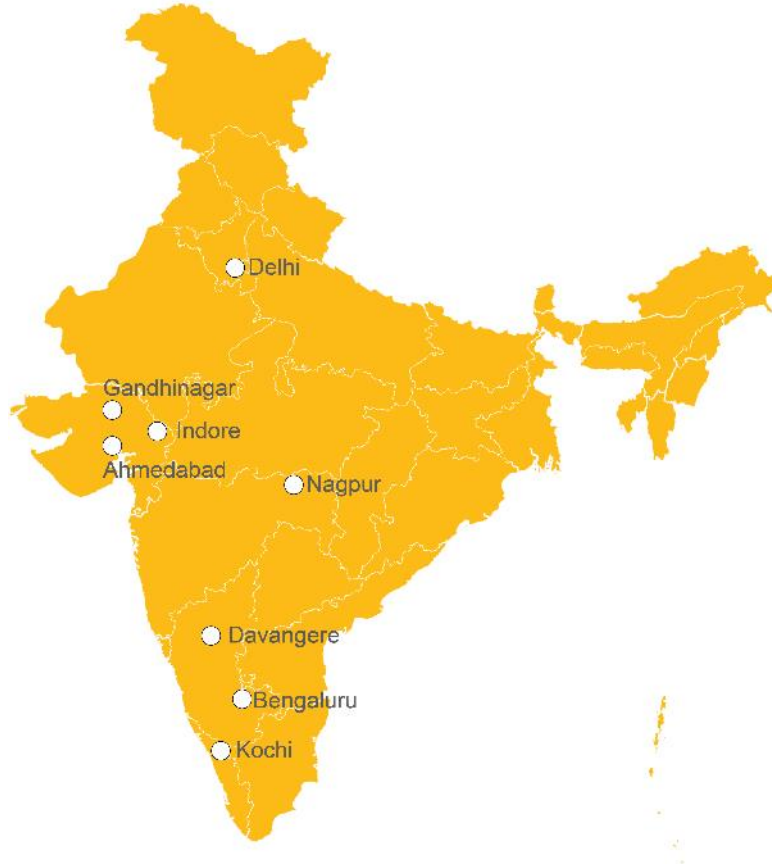 Delhi
Gandhinagar
Indore
Ahmedabad
Nagpur
Davangere
Bengaluru
Kochi